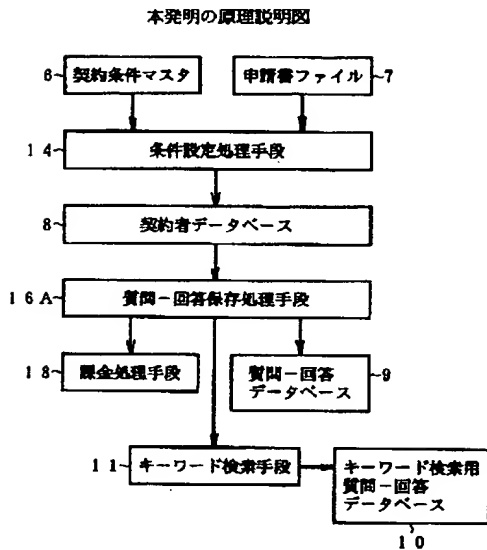 本発明の原理説明図
6 契約条件マスタ
申請書ファイル 7
14 条件設定処理手段
8 契約者データベース
16A 質問-回答保存処理手段
18 課金処理手段
質問-回答
データベース 9
11 キーワード検索手段
キーワード検索用
質問-回答
データベース
10